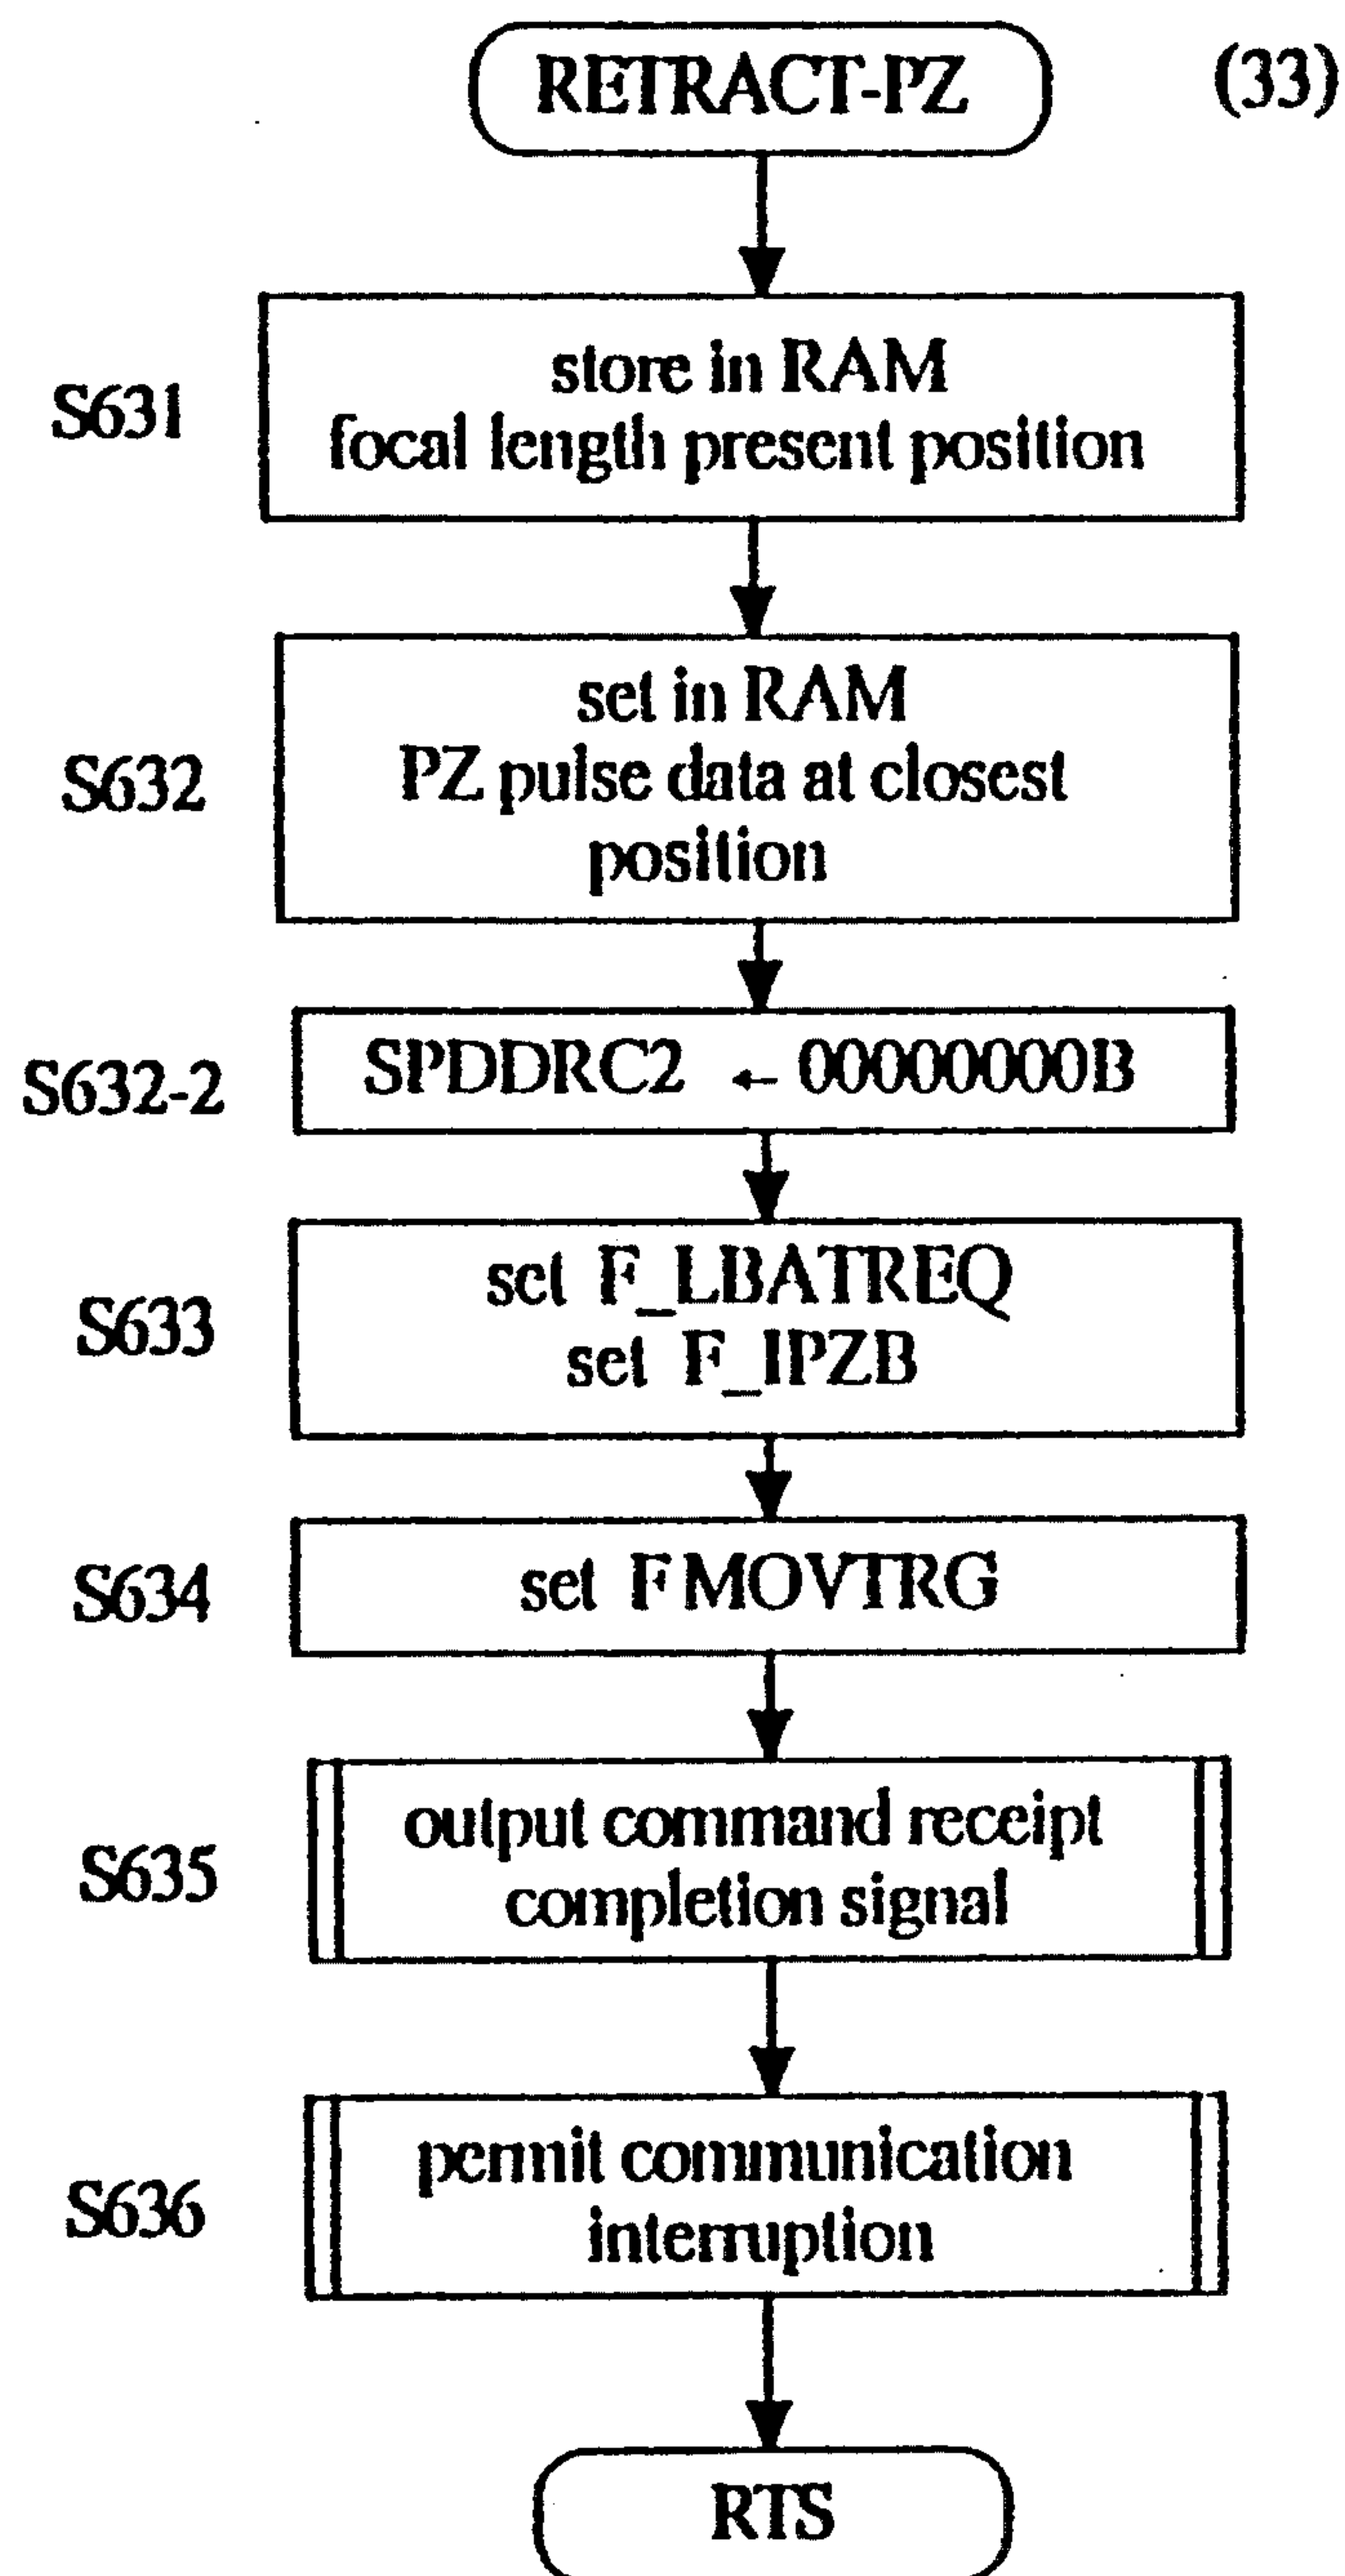 RETRACT-PZ
(33)
S631
store in RAM
focal length present position
S632
set in RAM
PZ pulse data at closest
position
S632-2
SPDDRC2 ← 00000000B
S633
set F_LBATREQ
set F_IPZB
S634
set F MOVTRG
S635
output command receipt
completion signal
S636
permit communication
interruption
RTS